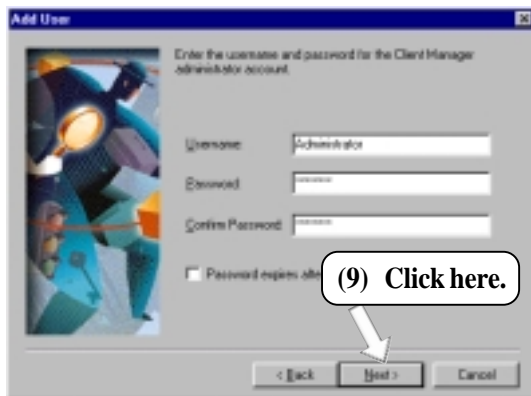 Add User
Enter the username and password for the Client Manager
administrator account.
Username: Administrator
Password: ********
Confirm Password: ********
Password expires after
(9) Click here.
< Back Next > Cancel